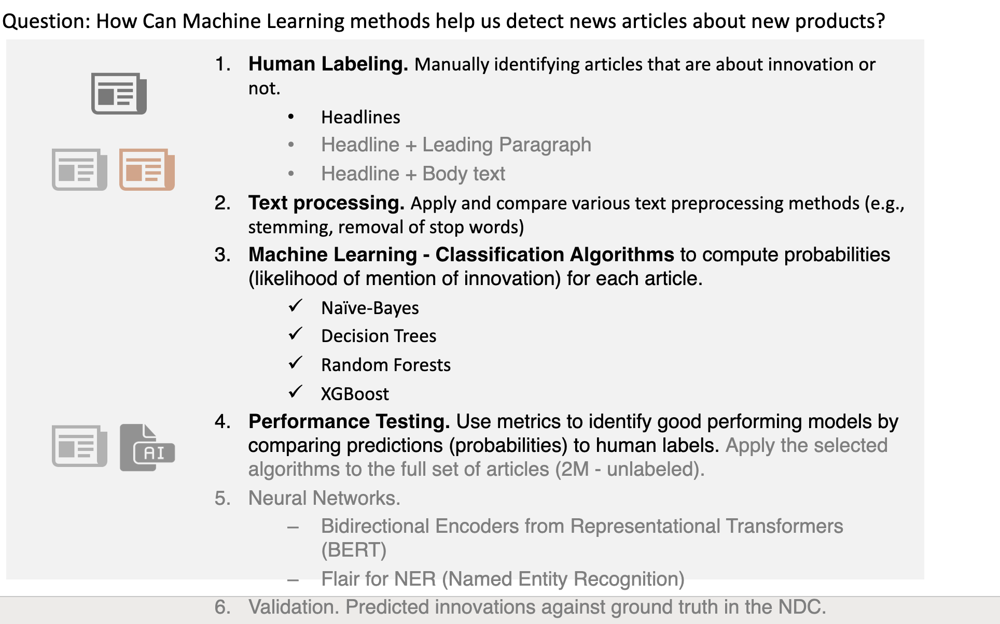 Question: How Can Machine Learning methods help us detect news articles about new products?
1. Human Labeling. Manually identifying articles that are about innovation or
not.
• Headlines
• Headline + Leading Paragraph
• Headline + Body text
2. Text processing. Apply and compare various text preprocessing methods (e.g.,
stemming, removal of stop words)
3. Machine Learning - Classification Algorithms to compute probabilities
(likelihood of mention of innovation) for each article.
✓ Naïve-Bayes
✓ Decision Trees
✓ Random Forests
✓ XGBoost
AI
4. Performance Testing. Use metrics to identify good performing models by
comparing predictions (probabilities) to human labels. Apply the selected
algorithms to the full set of articles (2M - unlabeled).
5. Neural Networks.
– Bidirectional Encoders from Representational Transformers
(BERT)
– Flair for NER (Named Entity Recognition)
6. Validation. Predicted innovations against ground truth in the NDC.